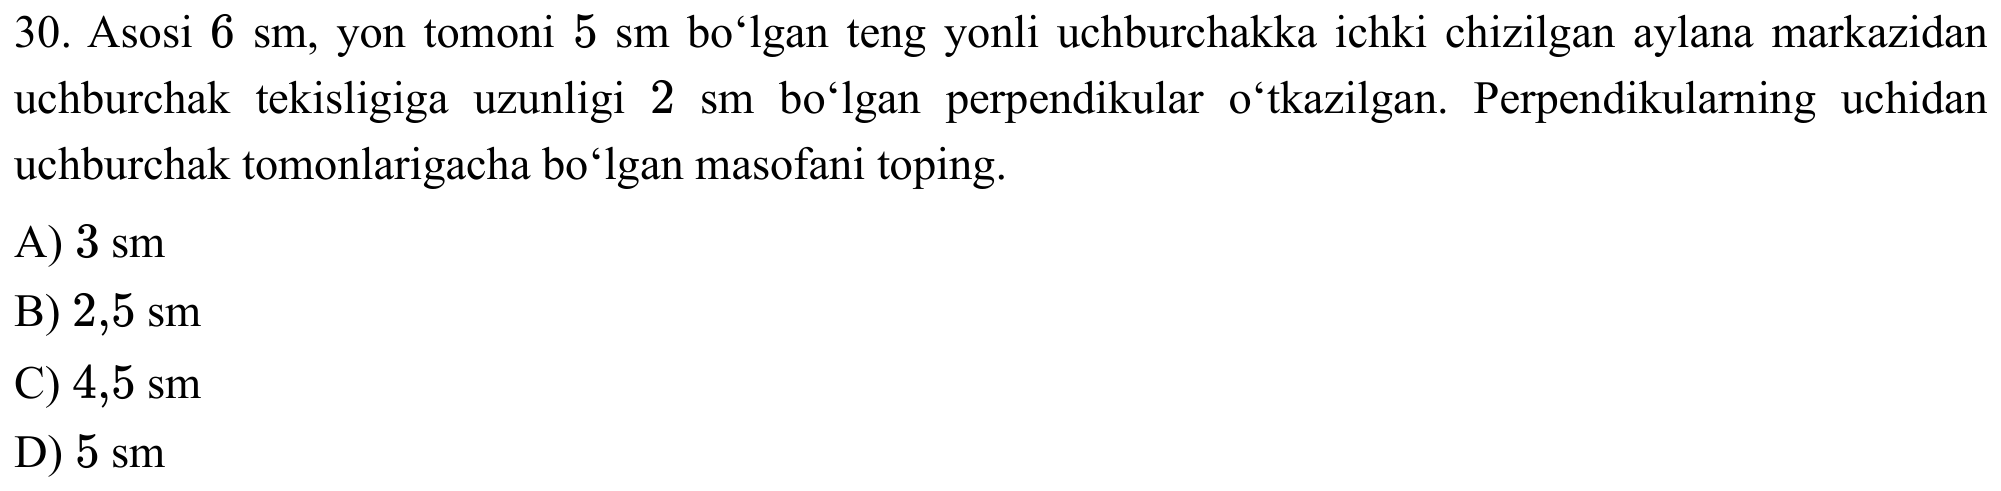 30. Asosi 6 sm, yon tomoni 5 sm bo‘lgan teng yonli uchburchakka ichki chizilgan aylana markazidan
uchburchak tekisligiga uzunligi 2 sm bo‘lgan perpendikular o‘tkazilgan. Perpendikularning uchidan
uchburchak tomonlarigacha bo‘lgan masofani toping.
A) 3 sm
B) 2,5 sm
C) 4,5 sm
D) 5 sm